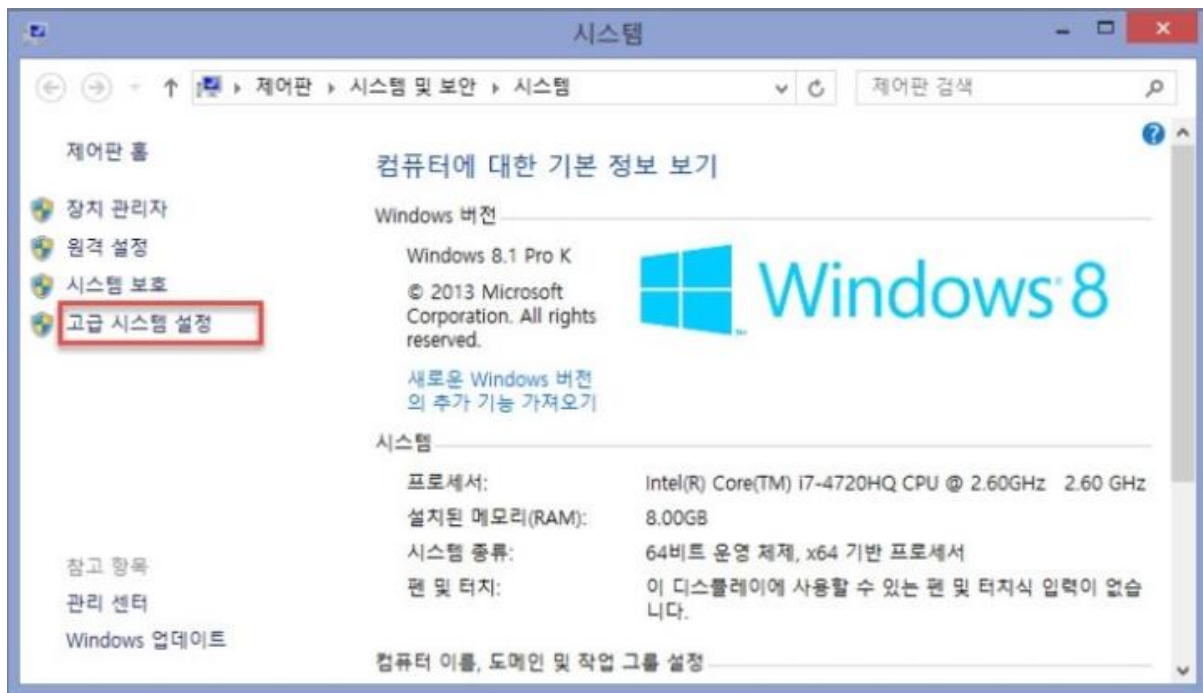 시스템
제어판 ▸ 시스템 및 보안 ▸ 시스템
제어판 검색
제어판 홈
장치 관리자
원격 설정
시스템 보호
고급 시스템 설정
참고 항목
관리 센터
Windows 업데이트
컴퓨터에 대한 기본 정보 보기
Windows 버전
Windows 8.1 Pro K
© 2013 Microsoft
Corporation. All rights
reserved.
새로운 Windows 버전
의 추가 기능 가져오기
Windows 8
시스템
프로세서: Intel(R) Core(TM) i7-4720HQ CPU @ 2.60GHz 2.60 GHz
설치된 메모리(RAM): 8.00GB
시스템 종류: 64비트 운영 체제, x64 기반 프로세서
펜 및 터치: 이 디스플레이에 사용할 수 있는 펜 및 터치식 입력이 없습
니다.
컴퓨터 이름, 도메인 및 작업 그룹 설정